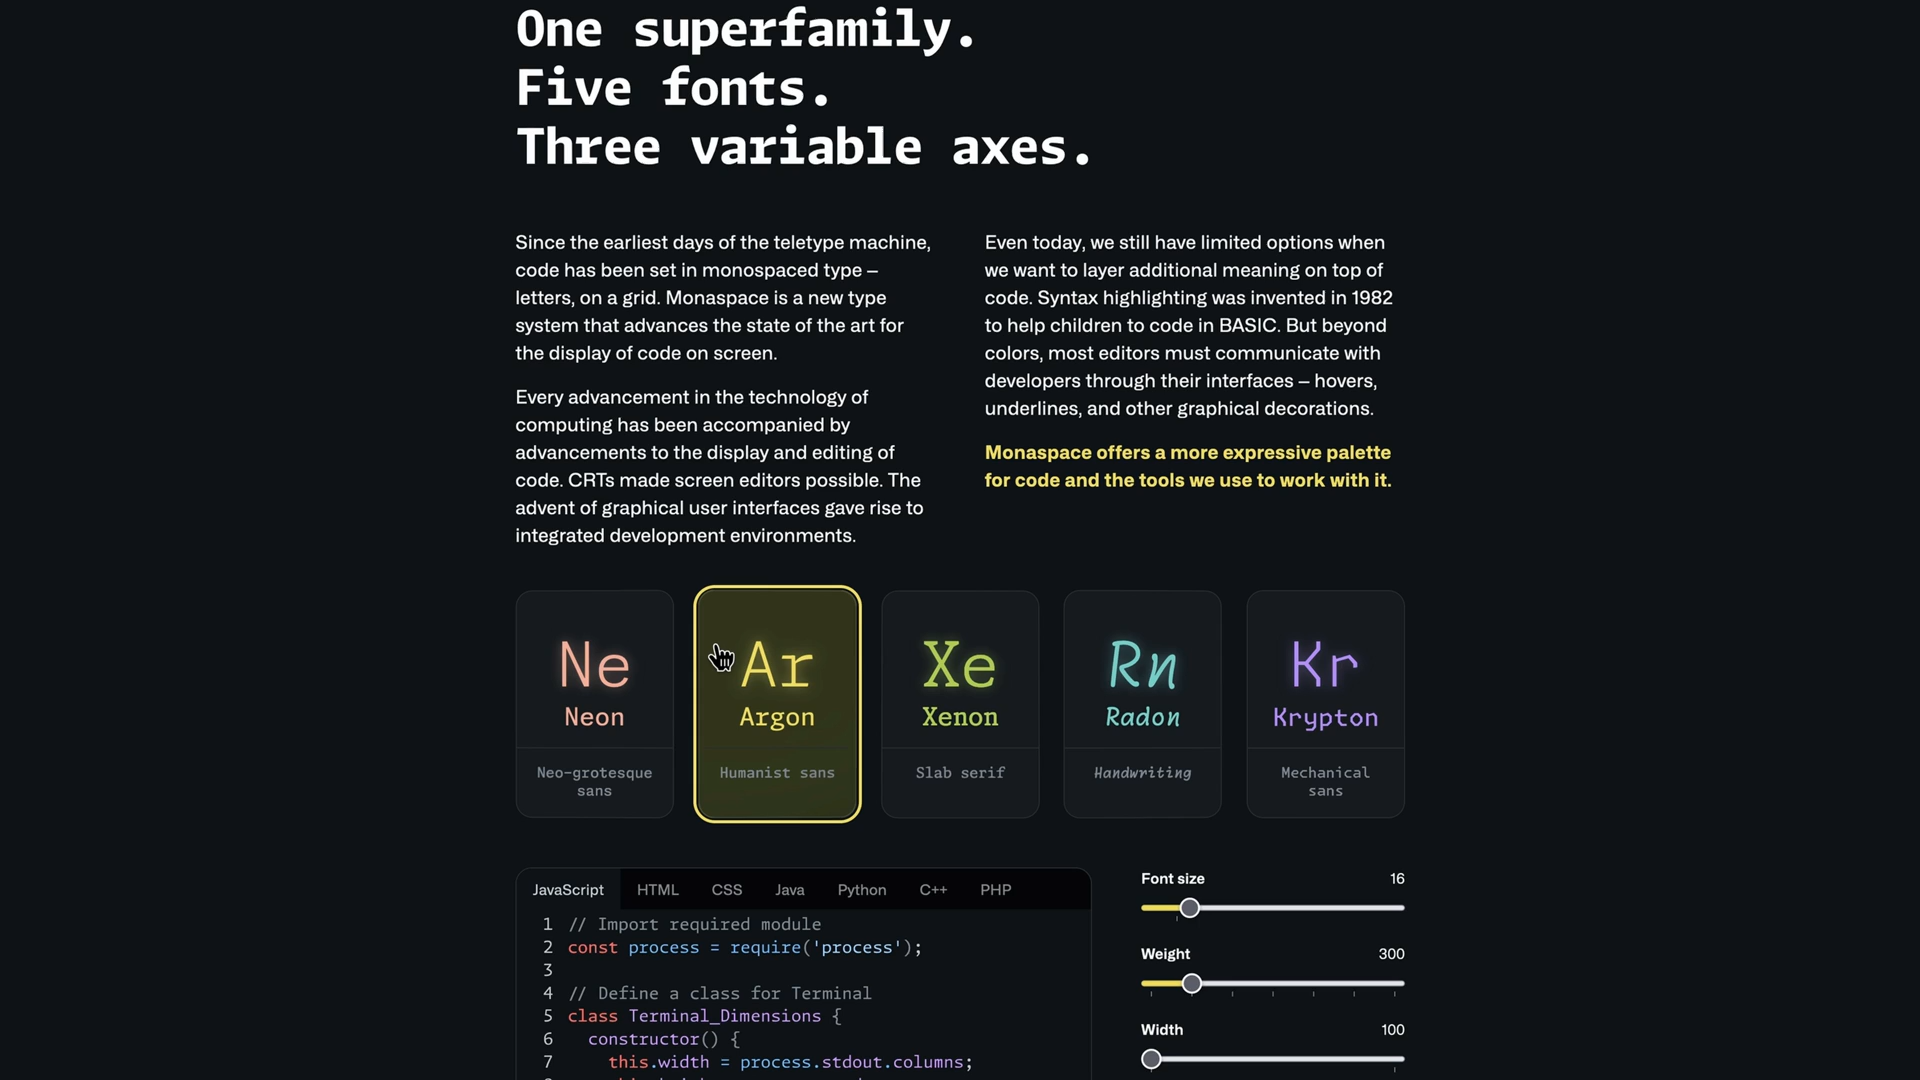 One superfamily.
Five fonts.
Three variable axes.
Since the earliest days of the teletype machine,
code has been set in monospaced type –
letters, on a grid. Monaspace is a new type
system that advances the state of the art for
the display of code on screen.
Every advancement in the technology of
computing has been accompanied by
advancements to the display and editing of
code. CRTs made screen editors possible. The
advent of graphical user interfaces gave rise to
integrated development environments.
Even today, we still have limited options when
we want to layer additional meaning on top of
code. Syntax highlighting was invented in 1982
to help children to code in BASIC. But beyond
colors, most editors must communicate with
developers through their interfaces – hovers,
underlines, and other graphical decorations.
Monaspace offers a more expressive palette
for code and the tools we use to work with it.
Ne
Neon
Neo-grotesque
sans
Ar
Argon
Humanist sans
Xe
Xenon
Slab serif
Rn
Radon
Handwriting
Kr
Krypton
Mechanical
sans
JavaScript HTML CSS Java Python C++ PHP
1 // Import required module
2 const process = require('process');
3
4 // Define a class for Terminal
5 class Terminal_Dimensions {
6 constructor() {
7 this.width = process.stdout.columns;
Font size 16
Weight 300
Width 100